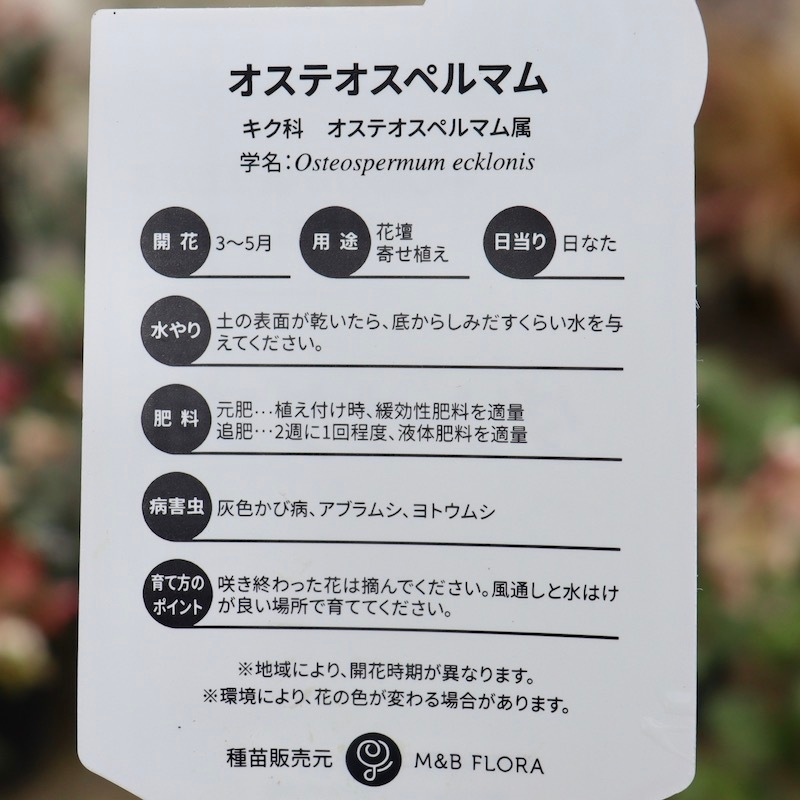 オステオスペルマム
キク科　オステオスペルマム属
学名：Osteospermum ecklonis
開花 3〜5月
用途 花壇
寄せ植え
日当り 日なた
水やり 土の表面が乾いたら、底からしみだすくらい水を与
えてください。
肥料 元肥…植え付け時、緩効性肥料を適量
追肥…2週に1回程度、液体肥料を適量
病害虫 灰色かび病、アブラムシ、ヨトウムシ
育て方の
ポイント
咲き終わった花は摘んでください。風通しと水はけ
が良い場所で育ててください。
※地域により、開花時期が異なります。
※環境により、花の色が変わる場合があります。
種苗販売元 M&B FLORA